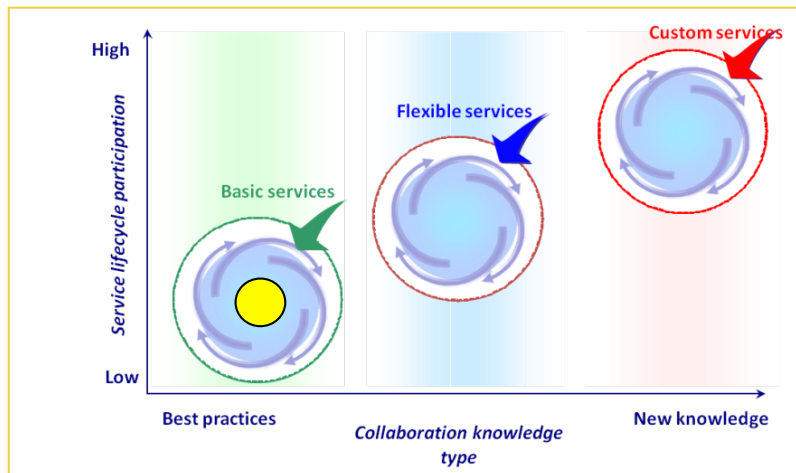 Custom services
High
Flexible services
Basic services
Service lifecycle participation
Low
Best practices
New knowledge
Collaboration knowledge
type